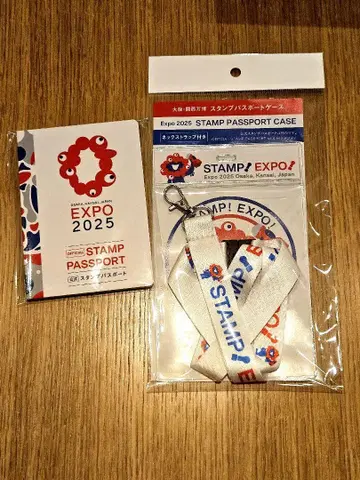 OSAKA, KANSAI, JAPAN
EXPO
2025
OFFICIAL STAMP
PASSPORT
公式 スタンプパスポート
大阪・関西万博 スタンプパスポートケース
Expo 2025 STAMP PASSPORT CASE
ネックストラップ付き
STAMP! EXPO!
Expo 2025 Osaka, Kansai, Japan
STAMP! EXPO!
STAMP!
STAMP!